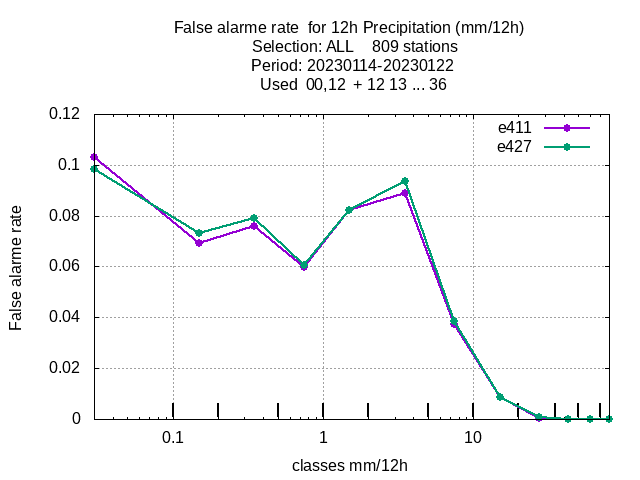 False alarme rate  for 12h Precipitation (mm/12h)
Selection: ALL    809 stations
Period: 20230114-20230122
Used  00,12  + 12 13 ... 36
e411
e427
0.12
0.1
0.08
0.06
0.04
0.02
0
False alarme rate
0.1
1
10
classes mm/12h